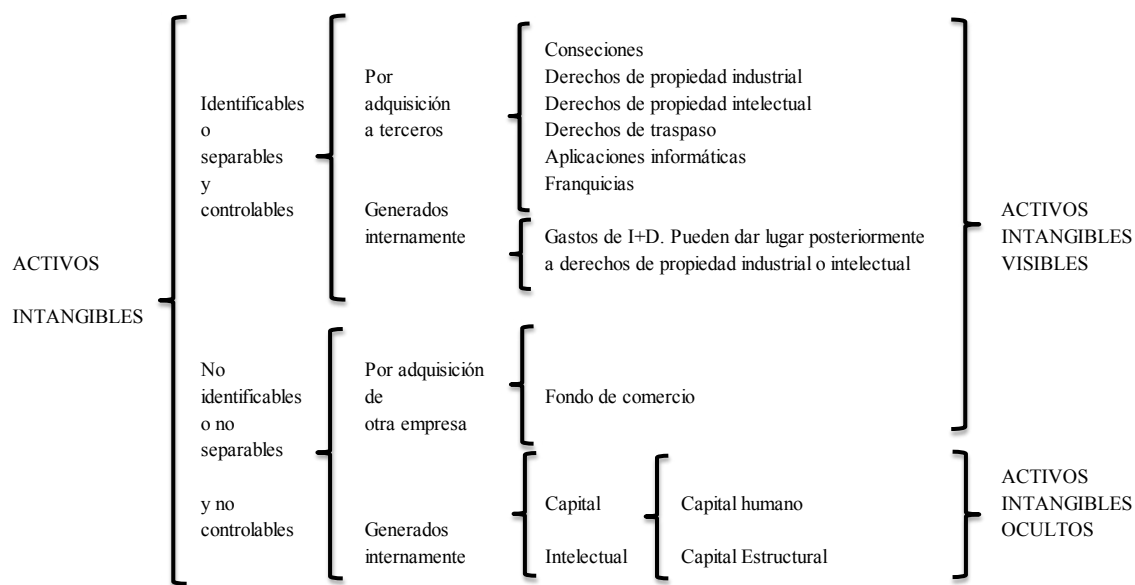 ACTIVOS
INTANGIBLES
Identificables
o
separables
y
controlables
Por
adquisición
a terceros
Conseciones
Derechos de propiedad industrial
Derechos de propiedad intelectual
Derechos de traspaso
Aplicaciones informáticas
Franquicias
Generados
internamente
Gastos de I+D. Pueden dar lugar posteriormente
a derechos de propiedad industrial o intelectual
No
identificables
o no
separables
y no
controlables
Por adquisición
de
otra empresa
Fondo de comercio
Generados
internamente
Capital
Intelectual
Capital humano
Capital Estructural
ACTIVOS
INTANGIBLES
VISIBLES
ACTIVOS
INTANGIBLES
OCULTOS